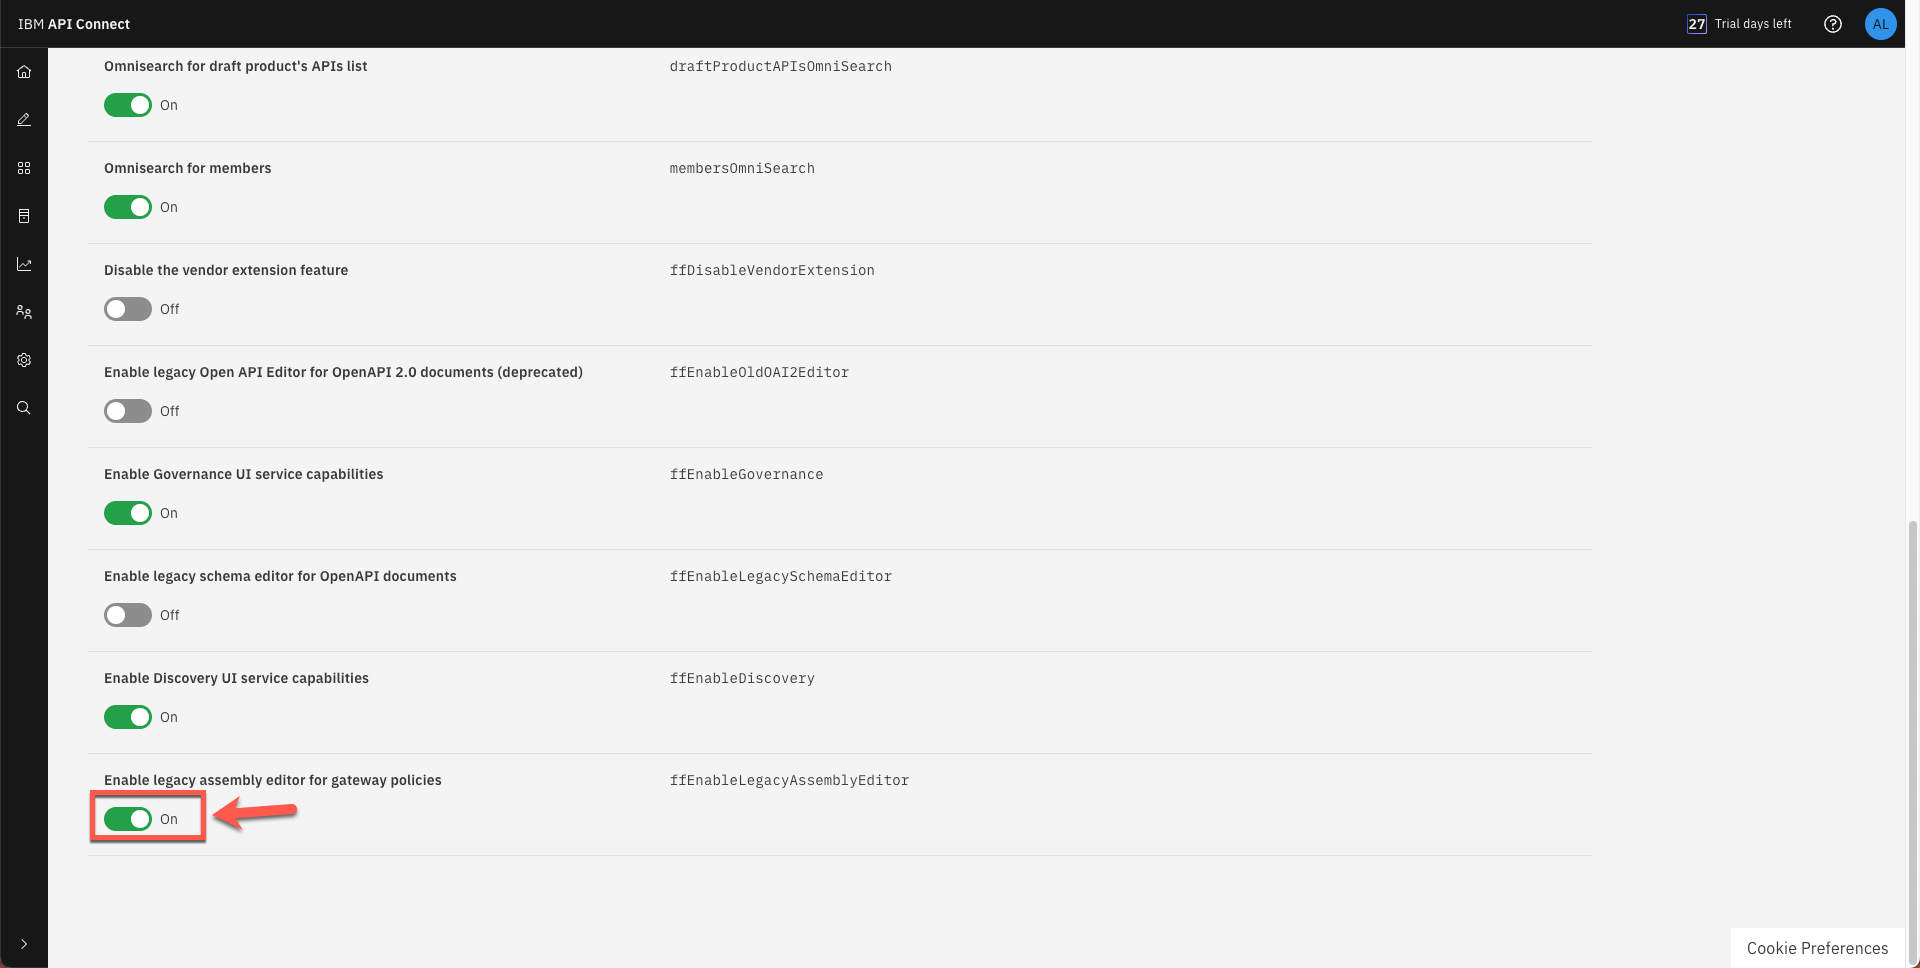 IBM API Connect
27 Trial days left
AL
Omnisearch for draft product's APIs list draftProductAPIsOmniSearch
On
Omnisearch for members membersOmniSearch
On
Disable the vendor extension feature ffDisableVendorExtension
Off
Enable legacy Open API Editor for OpenAPI 2.0 documents (deprecated) ffEnableOldOAI2Editor
Off
Enable Governance UI service capabilities ffEnableGovernance
On
Enable legacy schema editor for OpenAPI documents ffEnableLegacySchemaEditor
Off
Enable Discovery UI service capabilities ffEnableDiscovery
On
Enable legacy assembly editor for gateway policies ffEnableLegacyAssemblyEditor
On
Cookie Preferences